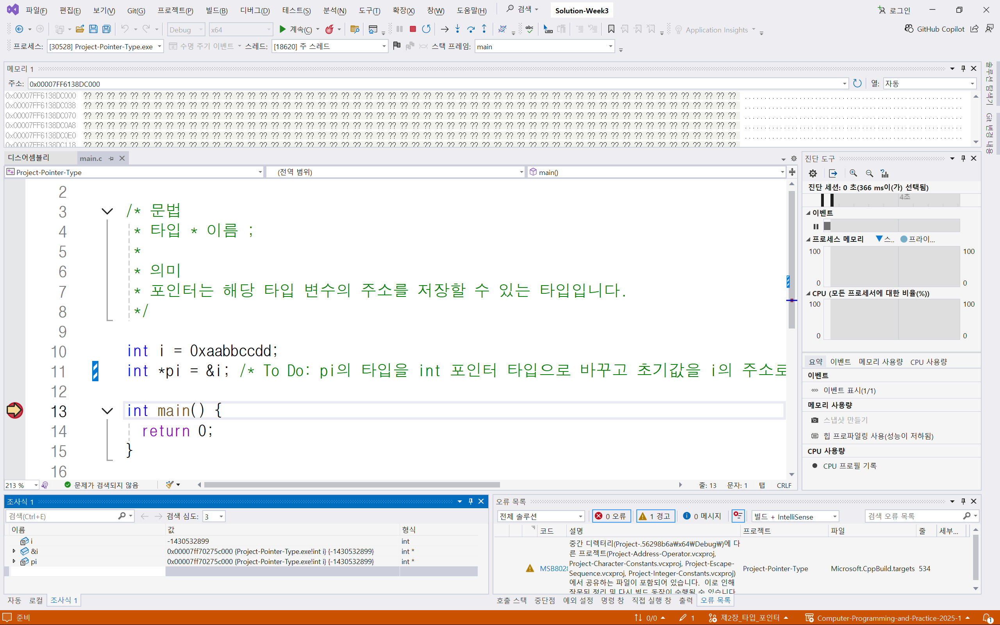 파일(F) 편집(E) 보기(V) Git(G) 프로젝트(P) 빌드(B) 디버그(D) 테스트(S) 분석(N) 도구(T) 확장(X) 창(W) 도움말(H) 검색 Solution-Week3 로그인
Debug x64 계속(C) Application Insights GitHub Copilot
프로세스: [30528] Project-Pointer-Type.exe 수명 주기 이벤트 스레드: [18620] 주 스레드 스택 프레임: main
메모리 1
주소: 0x00007FF6138DC000 열: 자동
0x00007FF6138DC000 ?? ?? ?? ?? ?? ?? ?? ?? ?? ?? ?? ?? ?? ?? ?? ?? ?? ?? ?? ?? ?? ?? ?? ?? ?? ?? ?? ?? ?? ?? ?? ?? ?? ?? ?? ?? ?? ?? ?? ?? ?? ?? ?? ?? ?? ?? ?? ?? ?? ?? ?? ?? ?? ?? ?? ?? ........................................................
0x00007FF6138DC038 ?? ?? ?? ?? ?? ?? ?? ?? ?? ?? ?? ?? ?? ?? ?? ?? ?? ?? ?? ?? ?? ?? ?? ?? ?? ?? ?? ?? ?? ?? ?? ?? ?? ?? ?? ?? ?? ?? ?? ?? ?? ?? ?? ?? ?? ?? ?? ?? ?? ?? ?? ?? ?? ?? ?? ?? ........................................................
0x00007FF6138DC070 ?? ?? ?? ?? ?? ?? ?? ?? ?? ?? ?? ?? ?? ?? ?? ?? ?? ?? ?? ?? ?? ?? ?? ?? ?? ?? ?? ?? ?? ?? ?? ?? ?? ?? ?? ?? ?? ?? ?? ?? ?? ?? ?? ?? ?? ?? ?? ?? ?? ?? ?? ?? ?? ?? ?? ?? ........................................................
0x00007FF6138DC0A8 ?? ?? ?? ?? ?? ?? ?? ?? ?? ?? ?? ?? ?? ?? ?? ?? ?? ?? ?? ?? ?? ?? ?? ?? ?? ?? ?? ?? ?? ?? ?? ?? ?? ?? ?? ?? ?? ?? ?? ?? ?? ?? ?? ?? ?? ?? ?? ?? ?? ?? ?? ?? ?? ?? ?? ?? ........................................................
0x00007FF6138DC0E0 ?? ?? ?? ?? ?? ?? ?? ?? ?? ?? ?? ?? ?? ?? ?? ?? ?? ?? ?? ?? ?? ?? ?? ?? ?? ?? ?? ?? ?? ?? ?? ?? ?? ?? ?? ?? ?? ?? ?? ?? ?? ?? ?? ?? ?? ?? ?? ?? ?? ?? ?? ?? ?? ?? ?? ?? ........................................................
0x00007FF6138DC118 ?? ?? ?? ?? ?? ?? ?? ?? ?? ?? ?? ?? ?? ?? ?? ?? ?? ?? ?? ?? ?? ?? ?? ?? ?? ?? ?? ?? ?? ?? ?? ?? ?? ?? ?? ?? ?? ?? ?? ?? ?? ?? ?? ?? ?? ?? ?? ?? ?? ?? ?? ?? ?? ?? ?? ??
솔루션 탐색기
Git 변경 내용
디스어셈블리 main.c
Project-Pointer-Type (전역 범위) main()
2
3 /* 문법
4 * 타입 * 이름 ;
5 *
6 * 의미
7 * 포인터는 해당 타입 변수의 주소를 저장할 수 있는 타입입니다.
8 */
9
10 int i = 0xaabbccdd;
11 int *pi = &i; /* To Do: pi의 타입을 int 포인터 타입으로 바꾸고 초기값을 i의 주소로
12
13 int main() {
14 return 0;
15 }
16
213 % 문제가 검색되지 않음 줄: 13 문자: 1 탭 CRLF
진단 도구
진단 세션: 0 초(366 ms이(가) 선택됨)
4초
이벤트
프로세스 메모리 스.. 프라이...
100 100
0 0
CPU (모든 프로세서에 대한 비율(%))
100 100
0 0
요약 이벤트 메모리 사용량 CPU 사용량
이벤트
이벤트 표시(1/1)
메모리 사용량
스냅샷 만들기
힙 프로파일링 사용(성능이 저하됨)
CPU 사용량
CPU 프로필 기록
조사식 1
검색(Ctrl+E) 검색 심도: 3
이름 값 형식
i -1430532899 int
&i 0x00007ff70275c000 {Project-Pointer-Type.exe!int i} {-1430532899} int *
pi 0x00007ff70275c000 {Project-Pointer-Type.exe!int i} {-1430532899} int *
자동 로컬 조사식 1
오류 목록
전체 솔루션 0 오류 1 경고 0 메시지 빌드 + IntelliSense 검색 오류 목록
코드 설명 프로젝트 파일 줄 세부...
중간 디렉터리(Project-.56298b6a₩x64₩Debug₩)에 다
른 프로젝트(Project-Address-Operator.vcxproj,
Project-Character-Constants.vcxproj, Project-Escape-
MSB802 Sequence.vcxproj, Project-Integer-Constants.vcxproj) Project-Pointer-Type Microsoft.CppBuild.targets 534
에서 공유하는 파일이 포함되어 있습니다. 이로 인해
잘못된 정리 및 다시 빌드 동작이 수행될 수 있습니다
호출 스택 중단점 예외 설정 명령 창 직접 실행 창 출력 오류 목록
준비 0/0 1 제2장_타입_포인터 Computer-Programming-and-Practice-2025-1 1